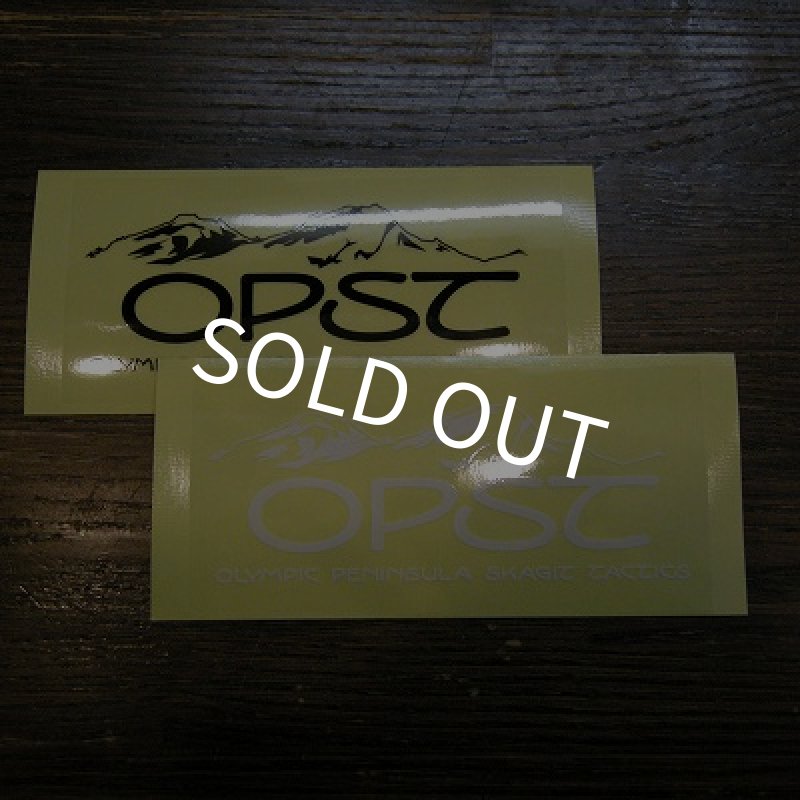 OPST
SOLD OUT
OPST
OLYMPIC PENINSULA SKAGIT TACTICS